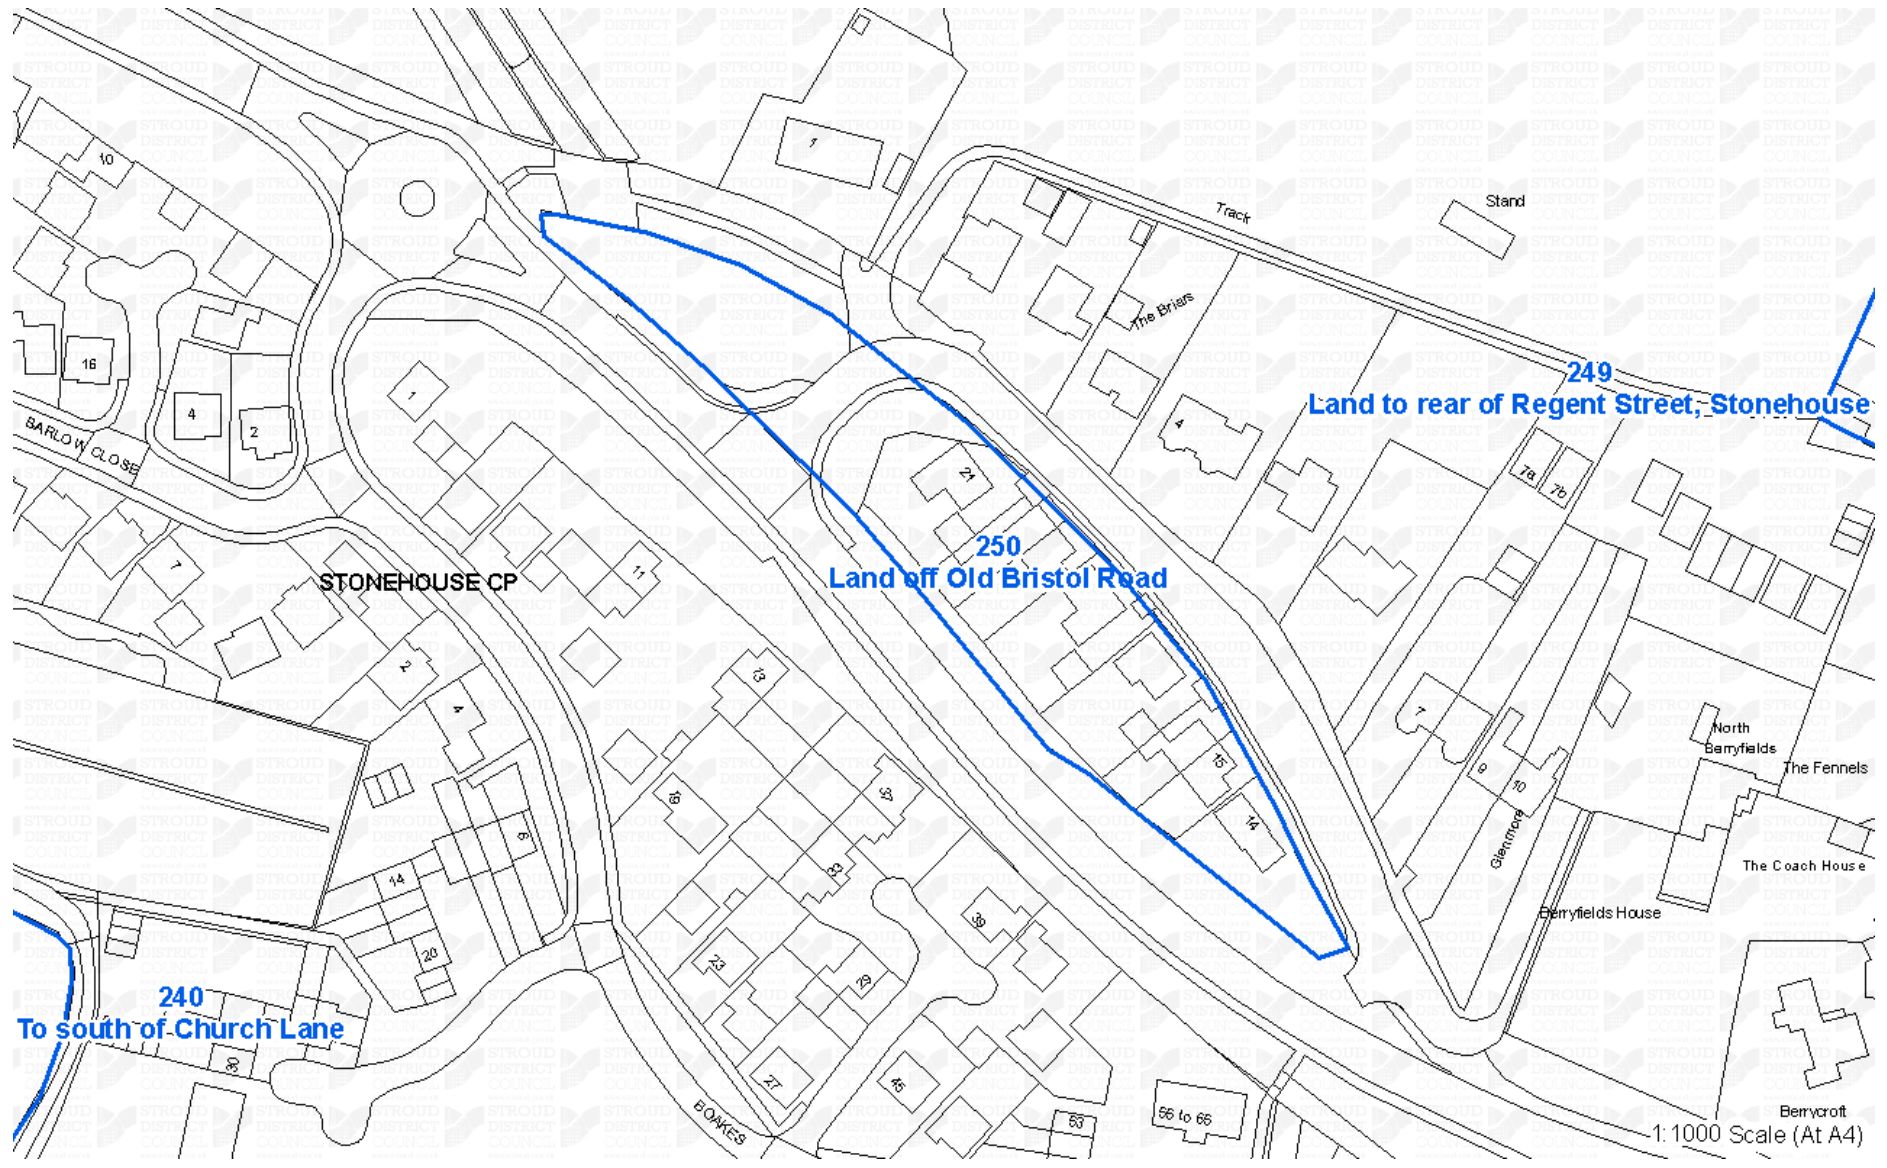 1
10
Track
Stand
The Briars
16
4
2
1
4
249
Land to rear of Regent Street, Stonehouse
BARLOW CLOSE
21
7a
7b
7
STONEHOUSE CP
11
250
Land off Old Bristol Road
2
13
4
7
North
Berryfields
15
9
10
The Fennels
19
37
6
14
33
Glenmore
The Coach House
14
39
Berryfields House
20
23
29
240
To south of Church Lane
30
27
45
BOAKES
53
56 to 66
Berrycroft
1:1000 Scale (At A4)
STROUD
DISTRICT
COUNCIL